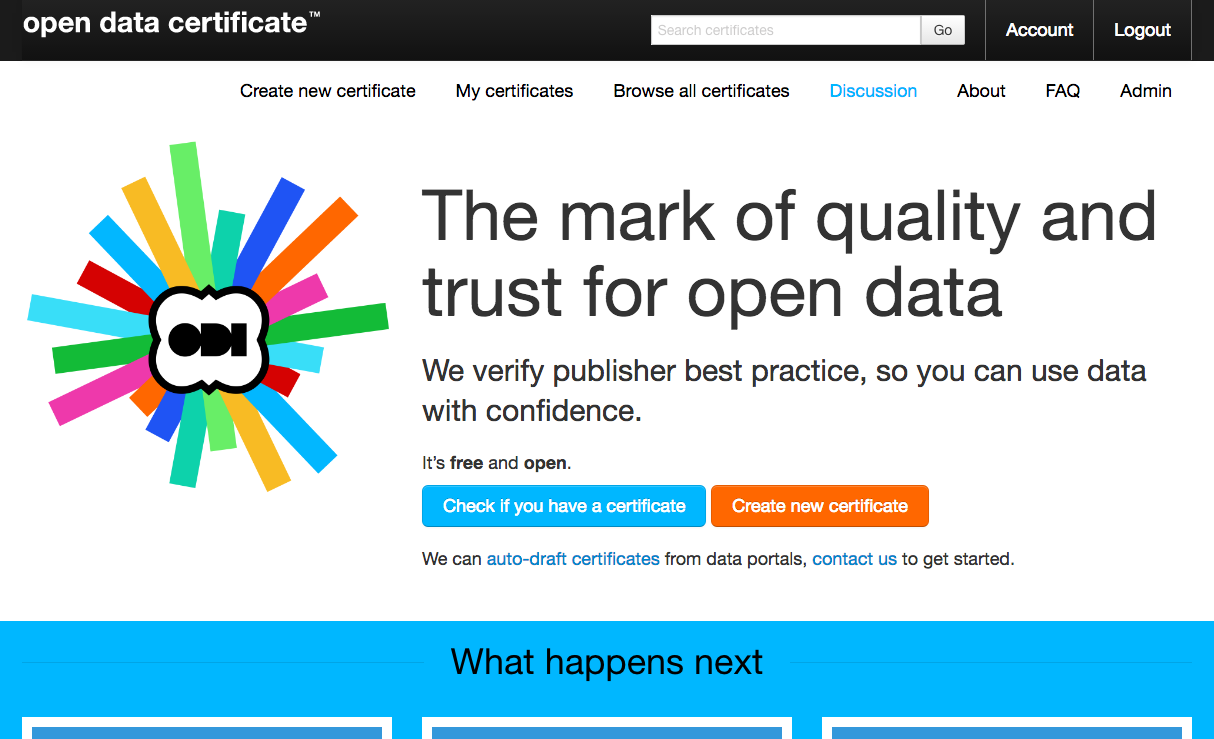 open data certificate™
Search certificates
Go
Account
Logout
Create new certificate
My certificates
Browse all certificates
Discussion
About
FAQ
Admin
ODI
The mark of quality and
trust for open data
We verify publisher best practice, so you can use data
with confidence.
It’s free and open.
Check if you have a certificate
Create new certificate
We can auto-draft certificates from data portals, contact us to get started.
What happens next